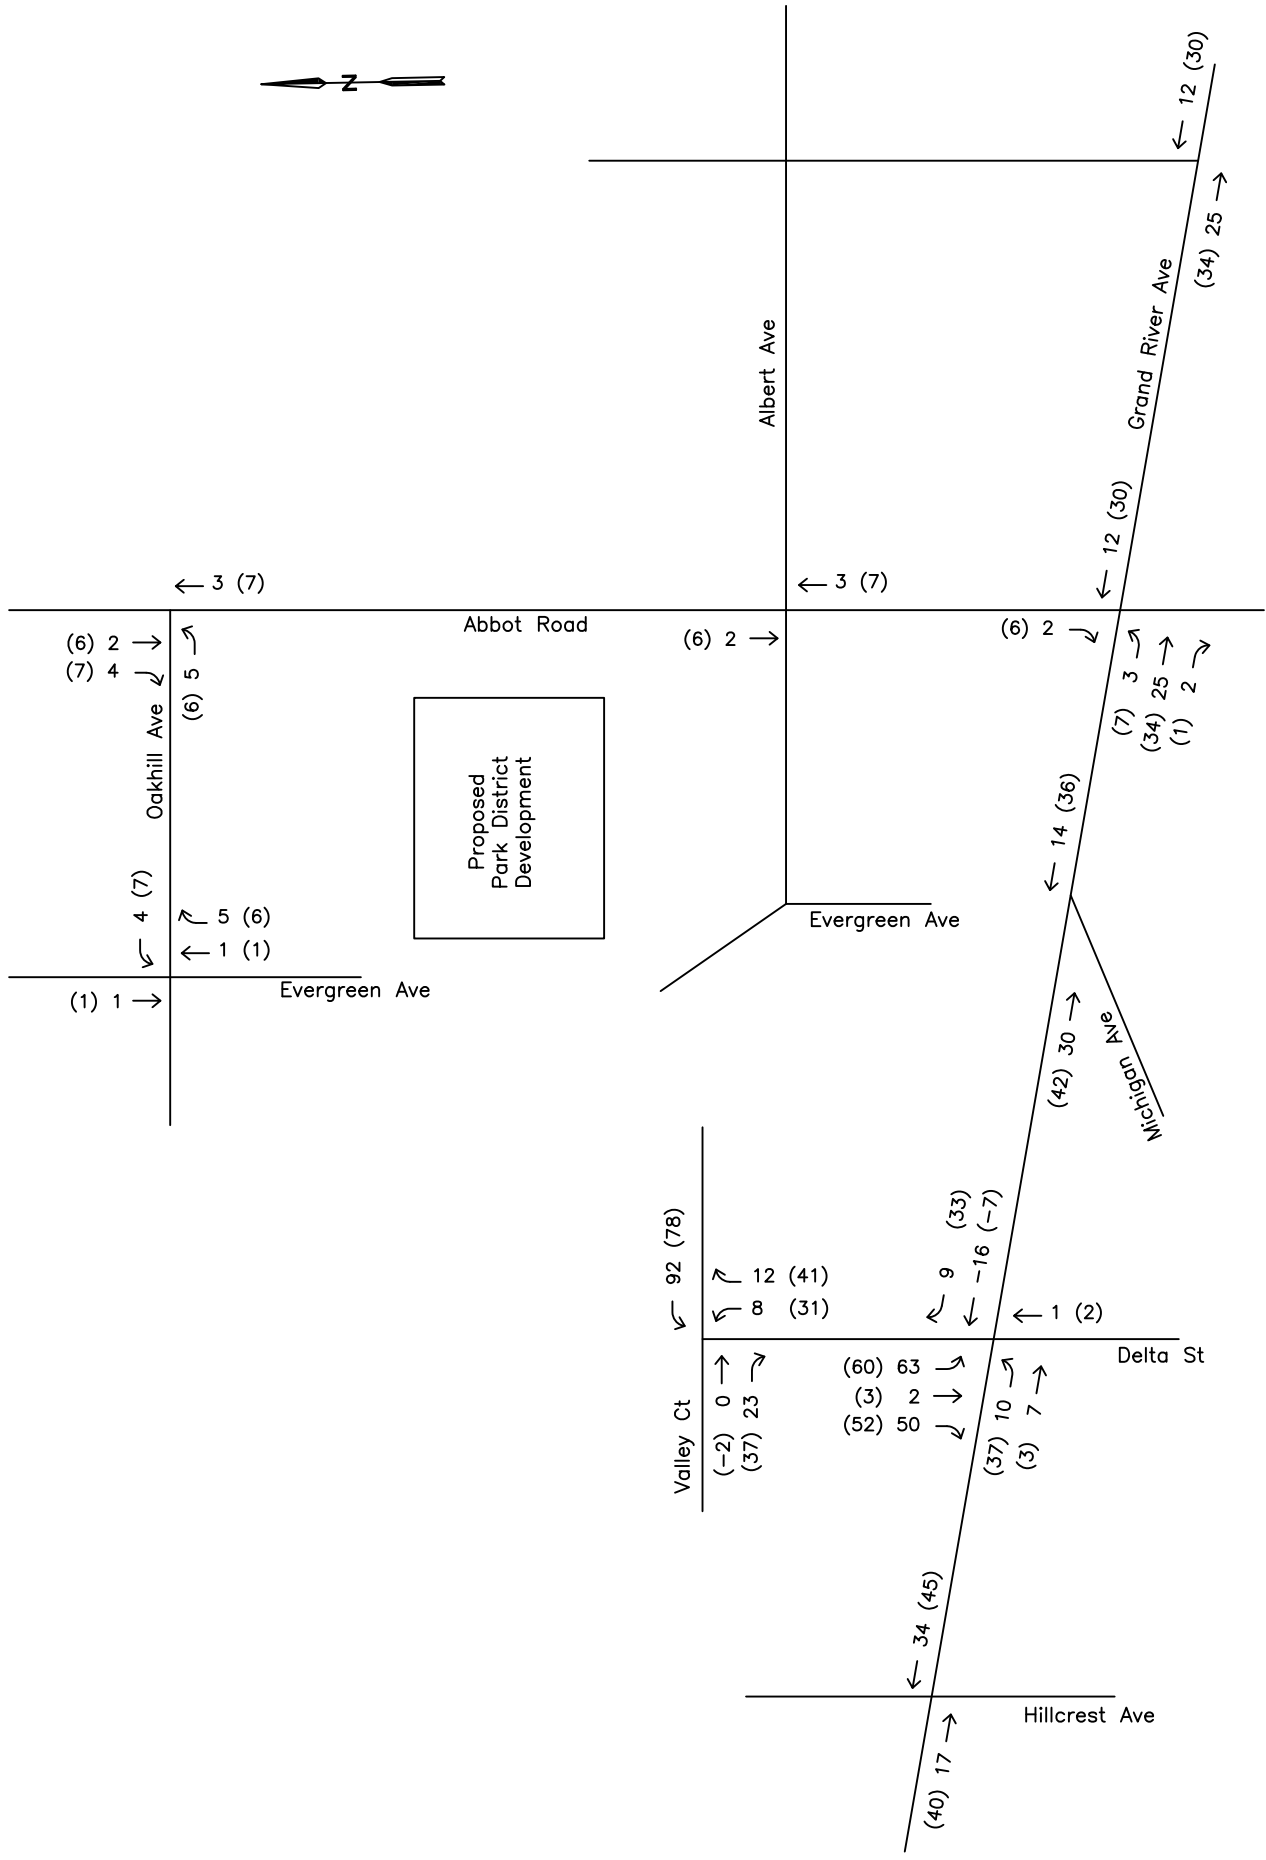 N
12 (30)
(34) 25
Grand River Ave
Albert Ave
12 (30)
3 (7)
3 (7)
Abbot Road
(6) 2
(7) 4
(6) 5
(6) 2
(6) 2
(7) 3
(34) 25
(1) 2
Oakhill Ave
Proposed
Park District
Development
14 (36)
4 (7)
5 (6)
1 (1)
Evergreen Ave
Evergreen Ave
(1) 1
(42) 30
Michigan Ave
92 (78)
12 (41)
8 (31)
9 (33)
-16 (-7)
1 (2)
Delta St
(60) 63
(3) 2
(52) 50
Valley Ct
(-2) 0
(37) 23
(37) 10
(3) 7
34 (45)
Hillcrest Ave
(40) 17